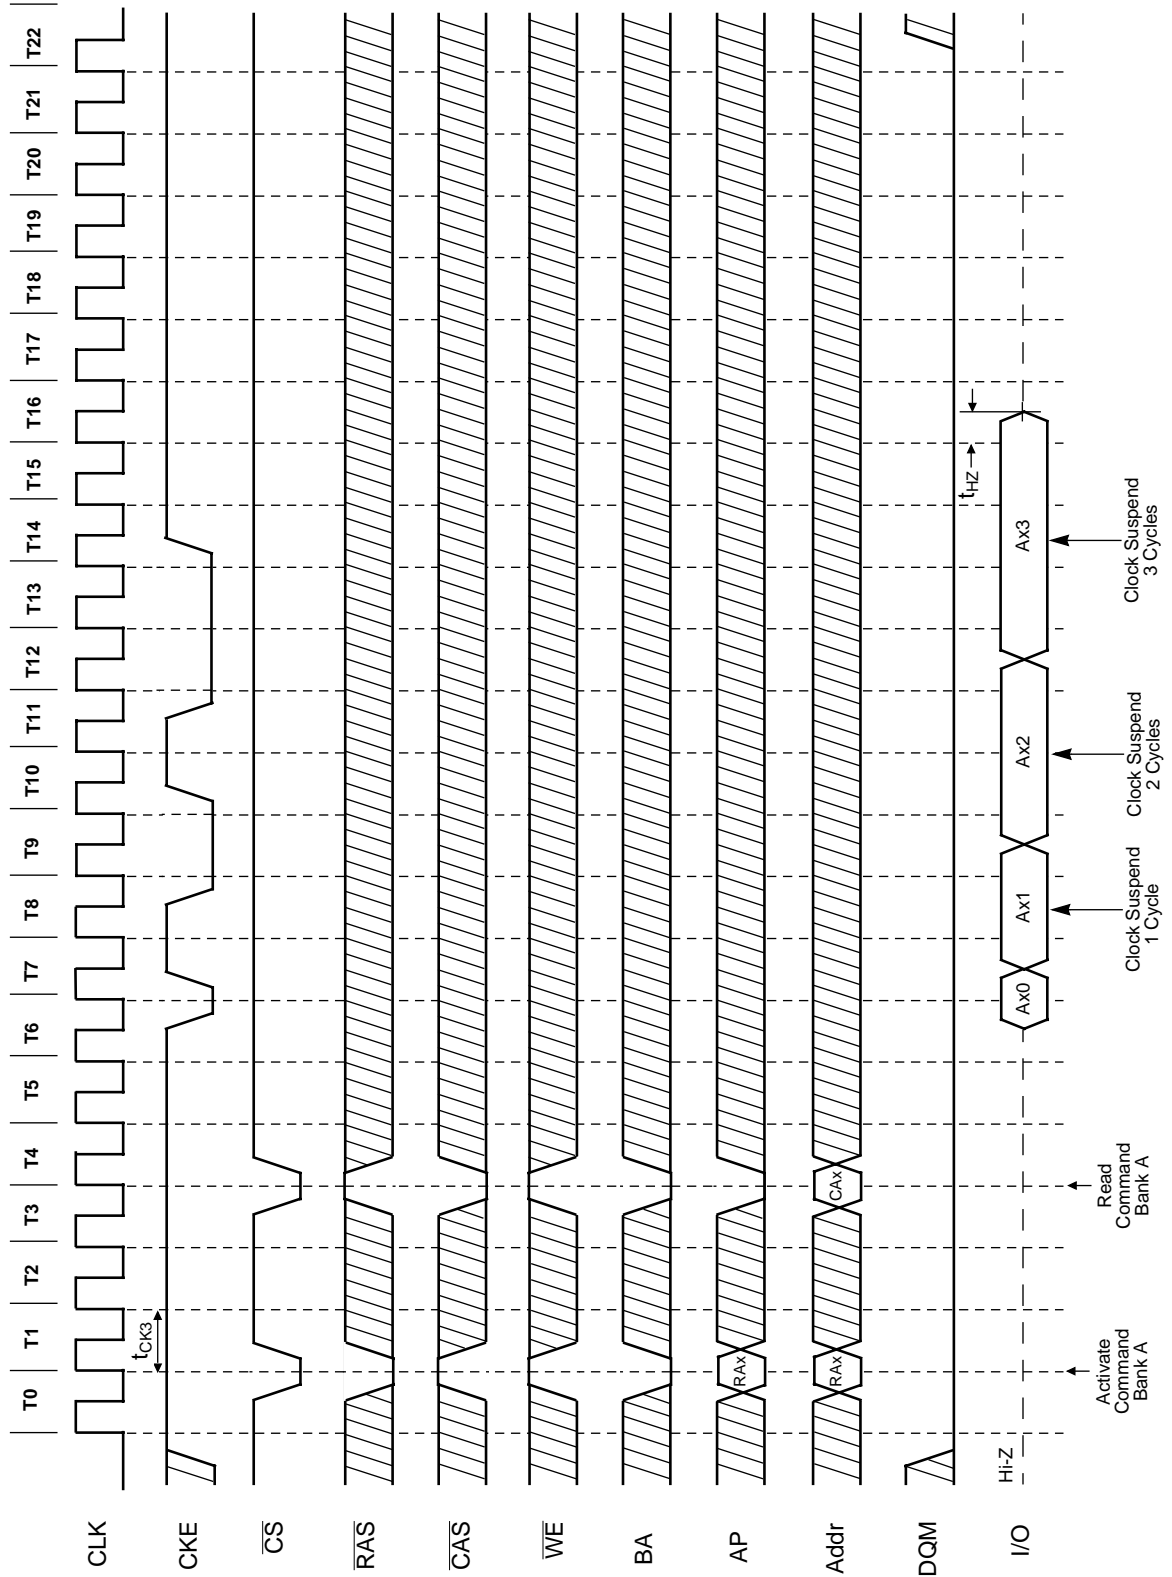 T0 T1 T2 T3 T4 T5 T6 T7 T8 T9 T10 T11 T12 T13 T14 T15 T16 T17 T18 T19 T20 T21 T22
CLK
tCK3
CKE
CS
RAS
CAS
WE
BA
AP
RAx
Addr
RAx CAx
DQM
tHZ
I/O
Hi-Z
Ax0 Ax1 Ax2 Ax3
Activate
Command
Bank A
Read
Command
Bank A
Clock Suspend
1 Cycle
Clock Suspend
2 Cycles
Clock Suspend
3 Cycles